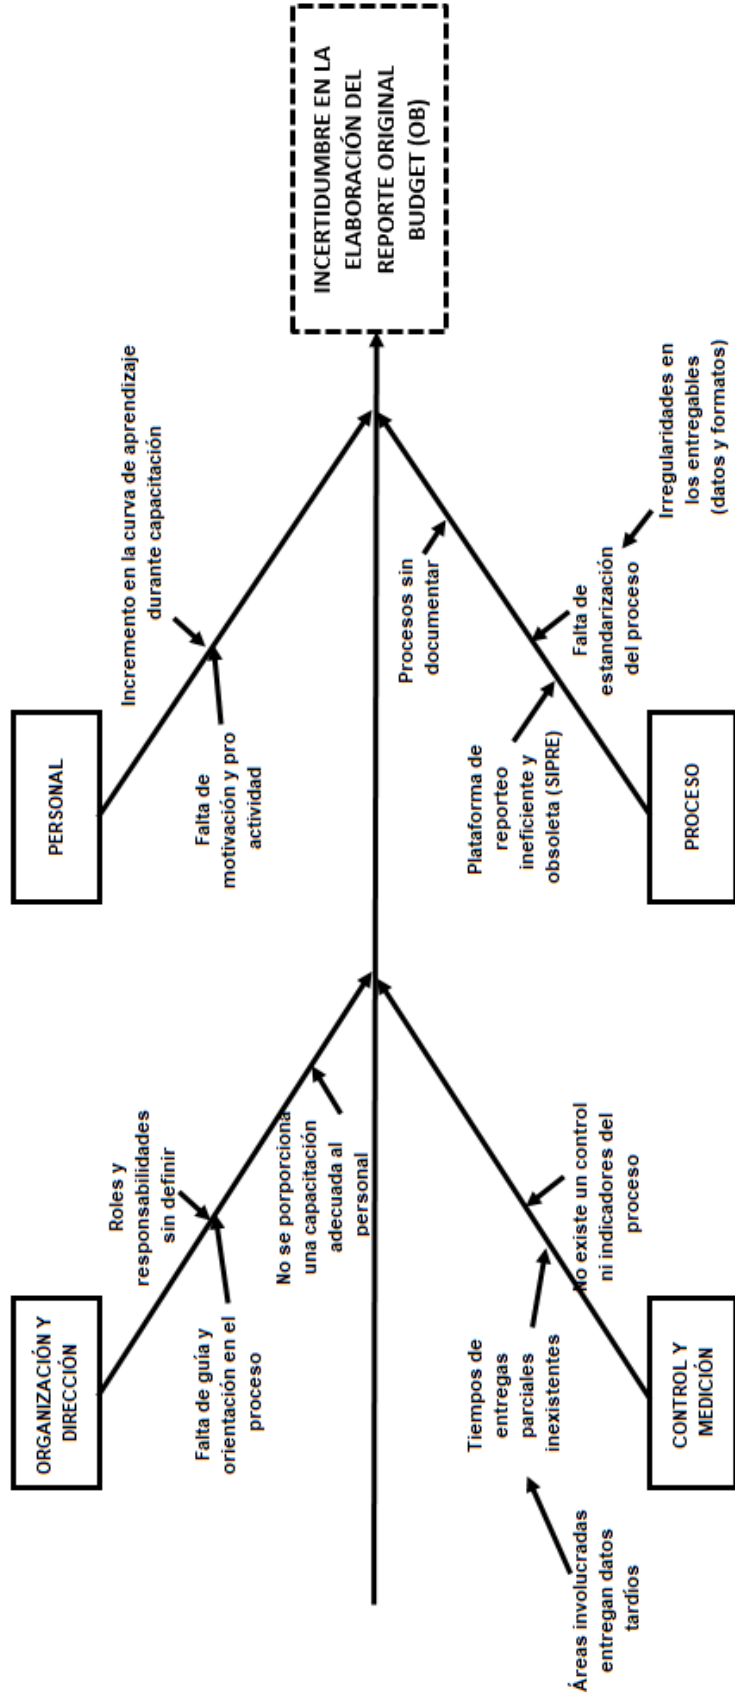 ORGANIZACIÓN Y
DIRECCIÓN
Roles y
responsabilidades
sin definir
Falta de guía y
orientación en el
proceso
No se porporciona
una capacitación
adecuada al
personal
PERSONAL
Incremento en la curva de aprendizaje
durante capacitación
Falta de
motivación y pro
actividad
INCERTIDUMBRE EN LA
ELABORACIÓN DEL
REPORTE ORIGINAL
BUDGET (OB)
Áreas involucradas
entregan datos
tardíos
Tiempos de
entregas
parciales
inexistentes
No existe un control
ni indicadores del
proceso
CONTROL Y
MEDICIÓN
Procesos sin
documentar
Plataforma de
reporteo
ineficiente y
obsoleta (SIPRE)
Falta de
estandarización
del proceso
Irregularidades en
los entregables
(datos y formatos)
PROCESO